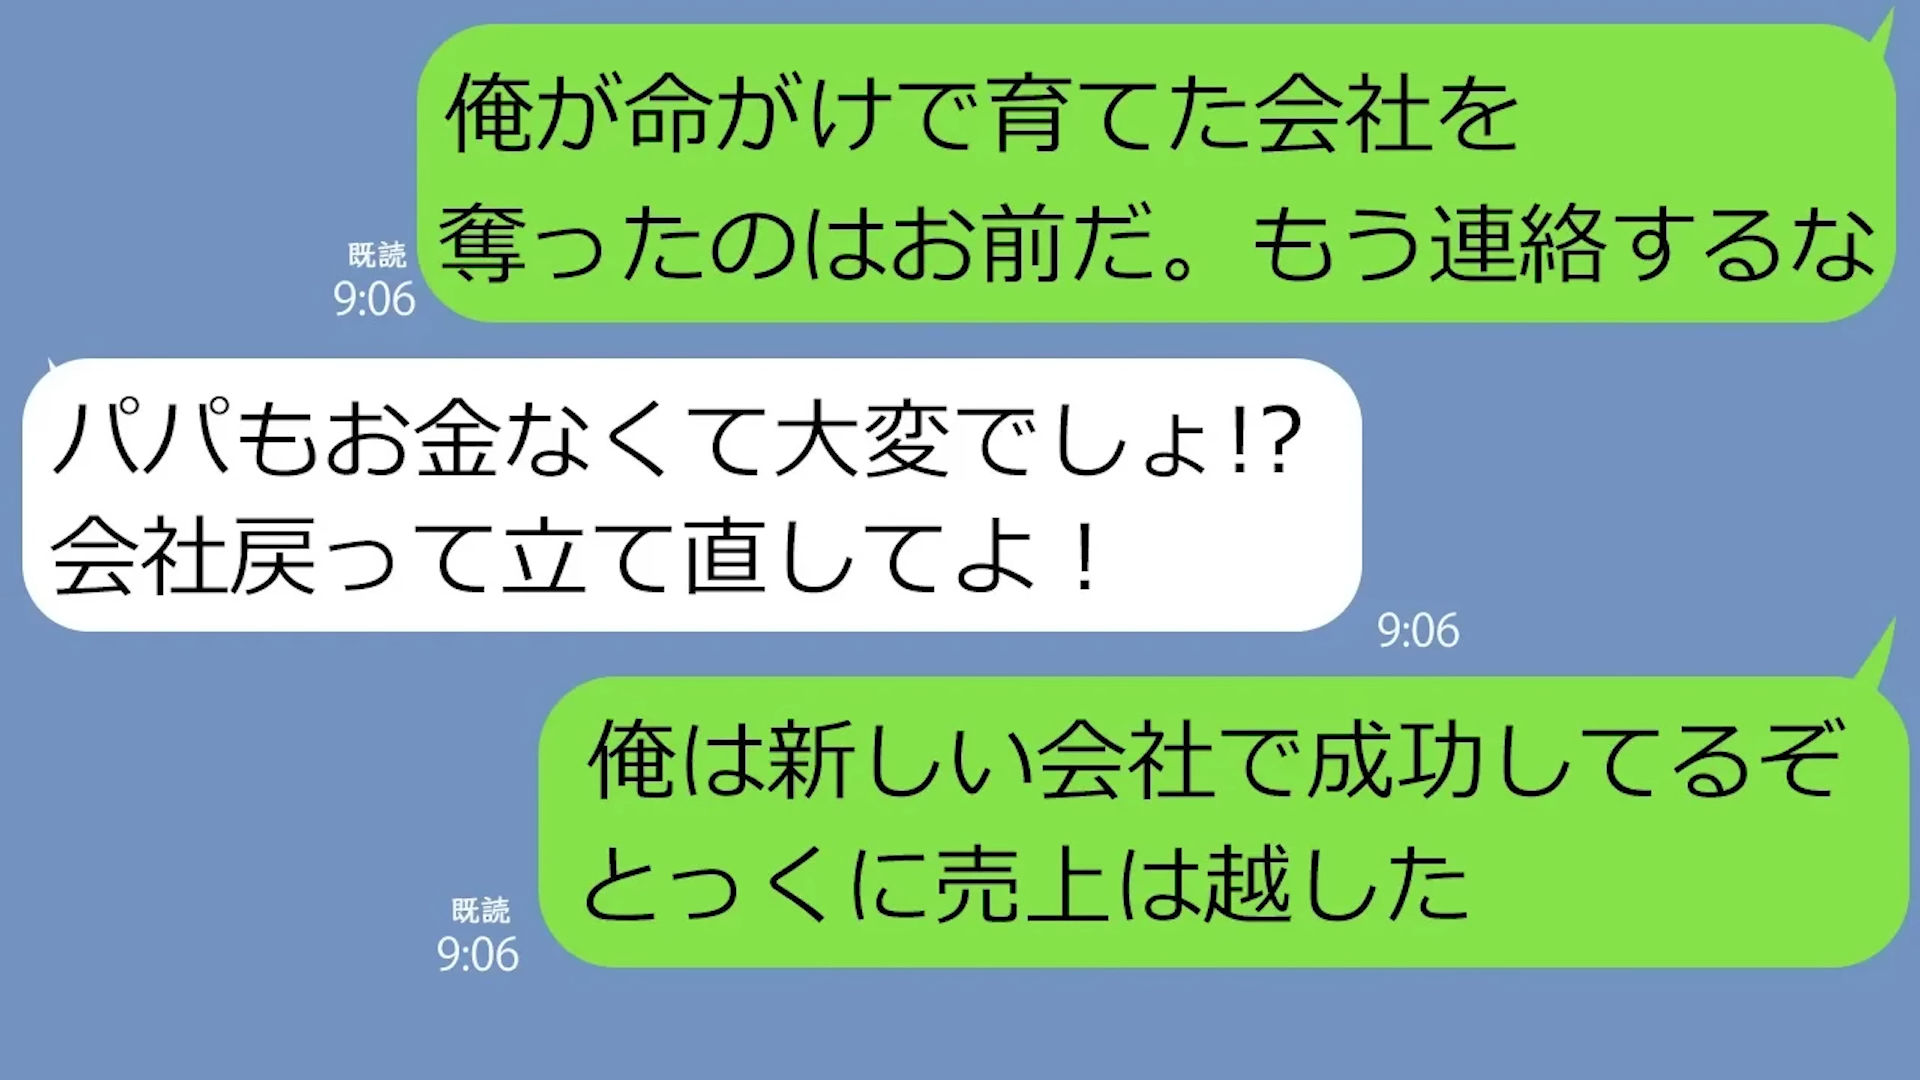 俺が命がけで育てた会社を
奪ったのはお前だ。もう連絡するな
既読
9:06
パパもお金なくて大変でしょ!?
会社戻って立て直してよ！
9:06
俺は新しい会社で成功してるぞ
とっくに売上は越した
既読
9:06